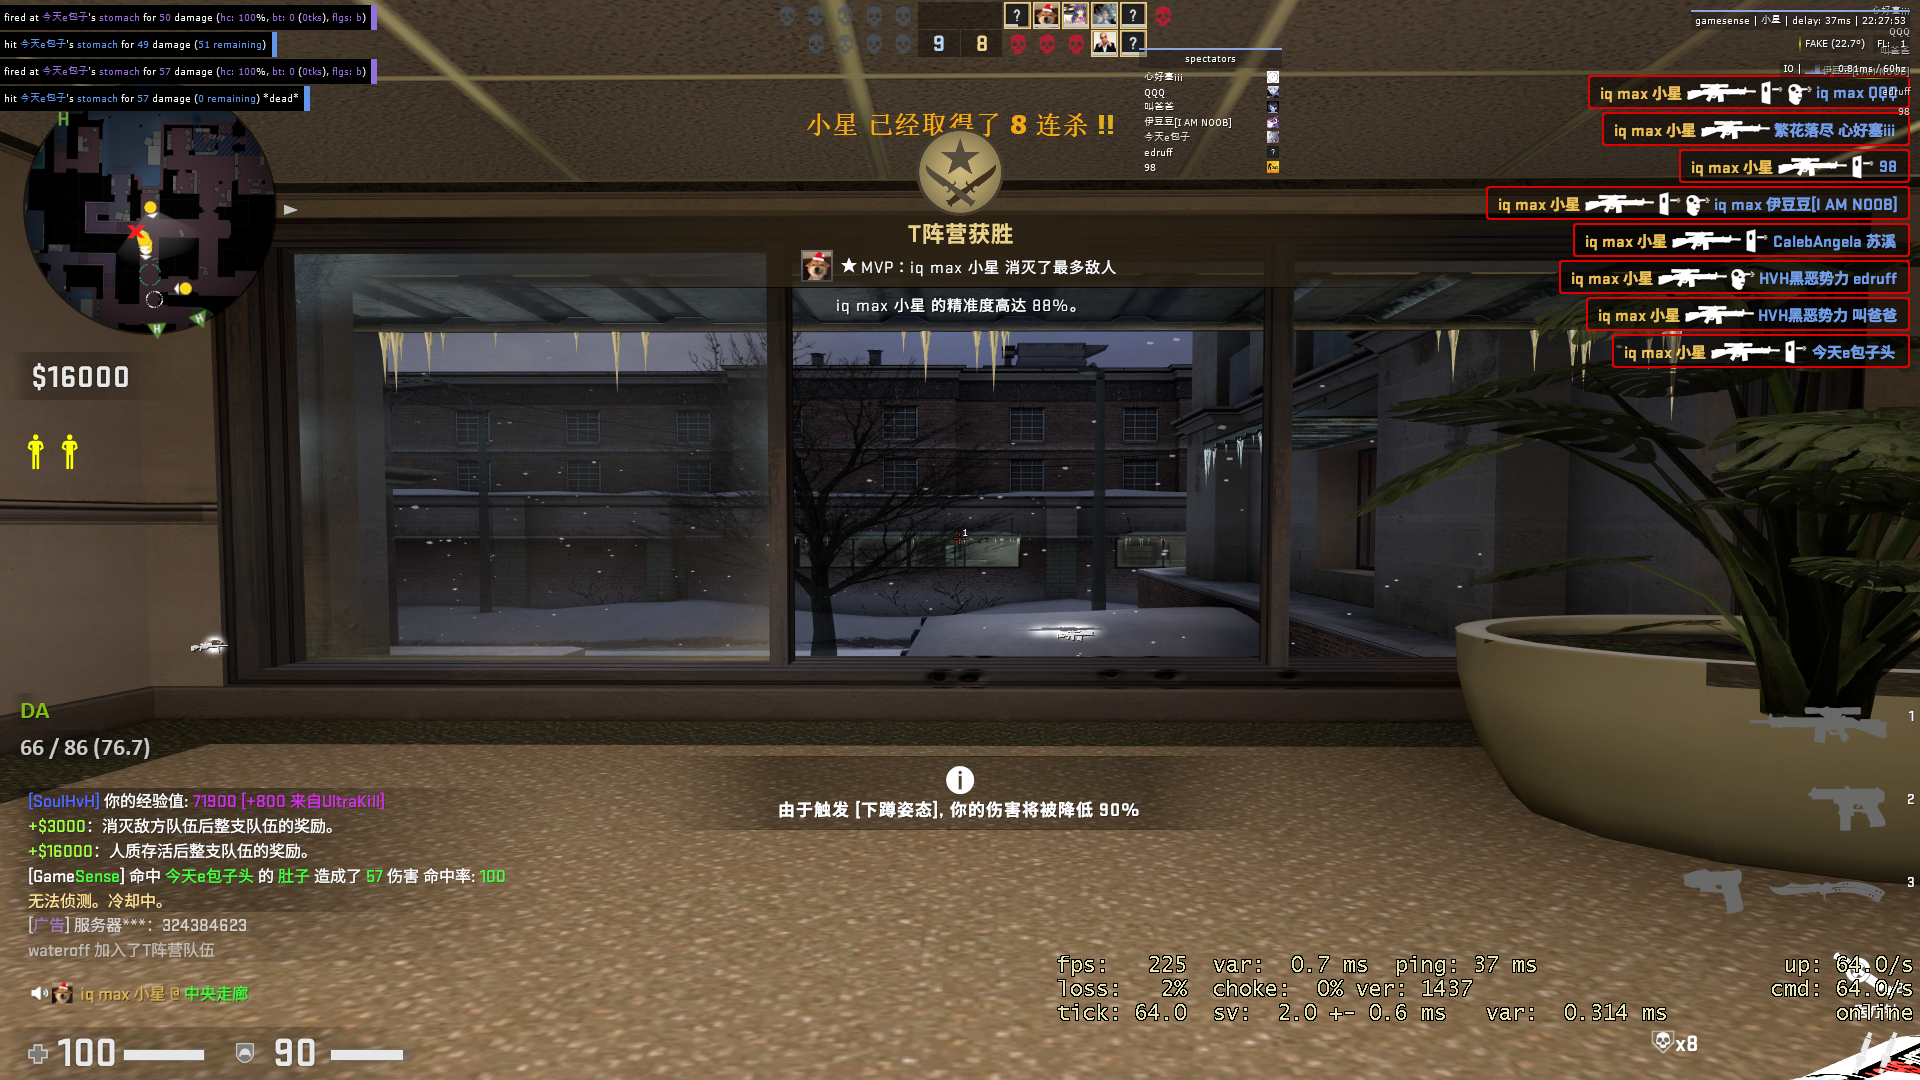 fired at 今天e包子's stomach for 50 damage (hc: 100%, bt: 0 (0tks), flgs: b)
hit 今天e包子's stomach for 49 damage (51 remaining)
fired at 今天e包子's stomach for 57 damage (hc: 100%, bt: 0 (0tks), flgs: b)
hit 今天e包子's stomach for 57 damage (0 remaining) *dead*
H
H
H
9 8
? ?
?
gamesense | 小星 | delay: 37ms | 22:27:53
FAKE (22.7°) FL: 1
IO | 0.81ms / 60hz
spectators
心好塞iii
QQQ
叫爸爸
伊豆豆[I AM NOOB]
今天e包子
edruff
98
小星 已经取得了 8 连杀 !!
T阵营获胜
★MVP：iq max 小星 消灭了最多敌人
iq max 小星 的精准度高达 88%。
iq max 小星 iq max QQQ
iq max 小星 繁花落尽 心好塞iii
iq max 小星 98
iq max 小星 iq max 伊豆豆[I AM NOOB]
iq max 小星 CalebAngela 苏溪
iq max 小星 HVH黑恶势力 edruff
iq max 小星 HVH黑恶势力 叫爸爸
iq max 小星 今天e包子头
$16000
1
DA
66 / 86 (76.7)
[SoulHvH] 你的经验值: 71900 [+800 来自UltraKill]
+$3000：消灭敌方队伍后整支队伍的奖励。
+$16000：人质存活后整支队伍的奖励。
[GameSense] 命中 今天e包子头 的 肚子 造成了 57 伤害 命中率: 100
无法侦测。冷却中。
[广告] 服务器***：324384623
wateroff 加入了T阵营队伍
iq max 小星 @ 中央走廊
由于触发 [下蹲姿态], 你的伤害将被降低 90%
1
2
3
fps: 225 var: 0.7 ms ping: 37 ms
loss: 2% choke: 0% ver: 1437
tick: 64.0 sv: 2.0 +- 0.6 ms var: 0.314 ms
up: 64.0/s
cmd: 64.0/s
online
x8
100
90